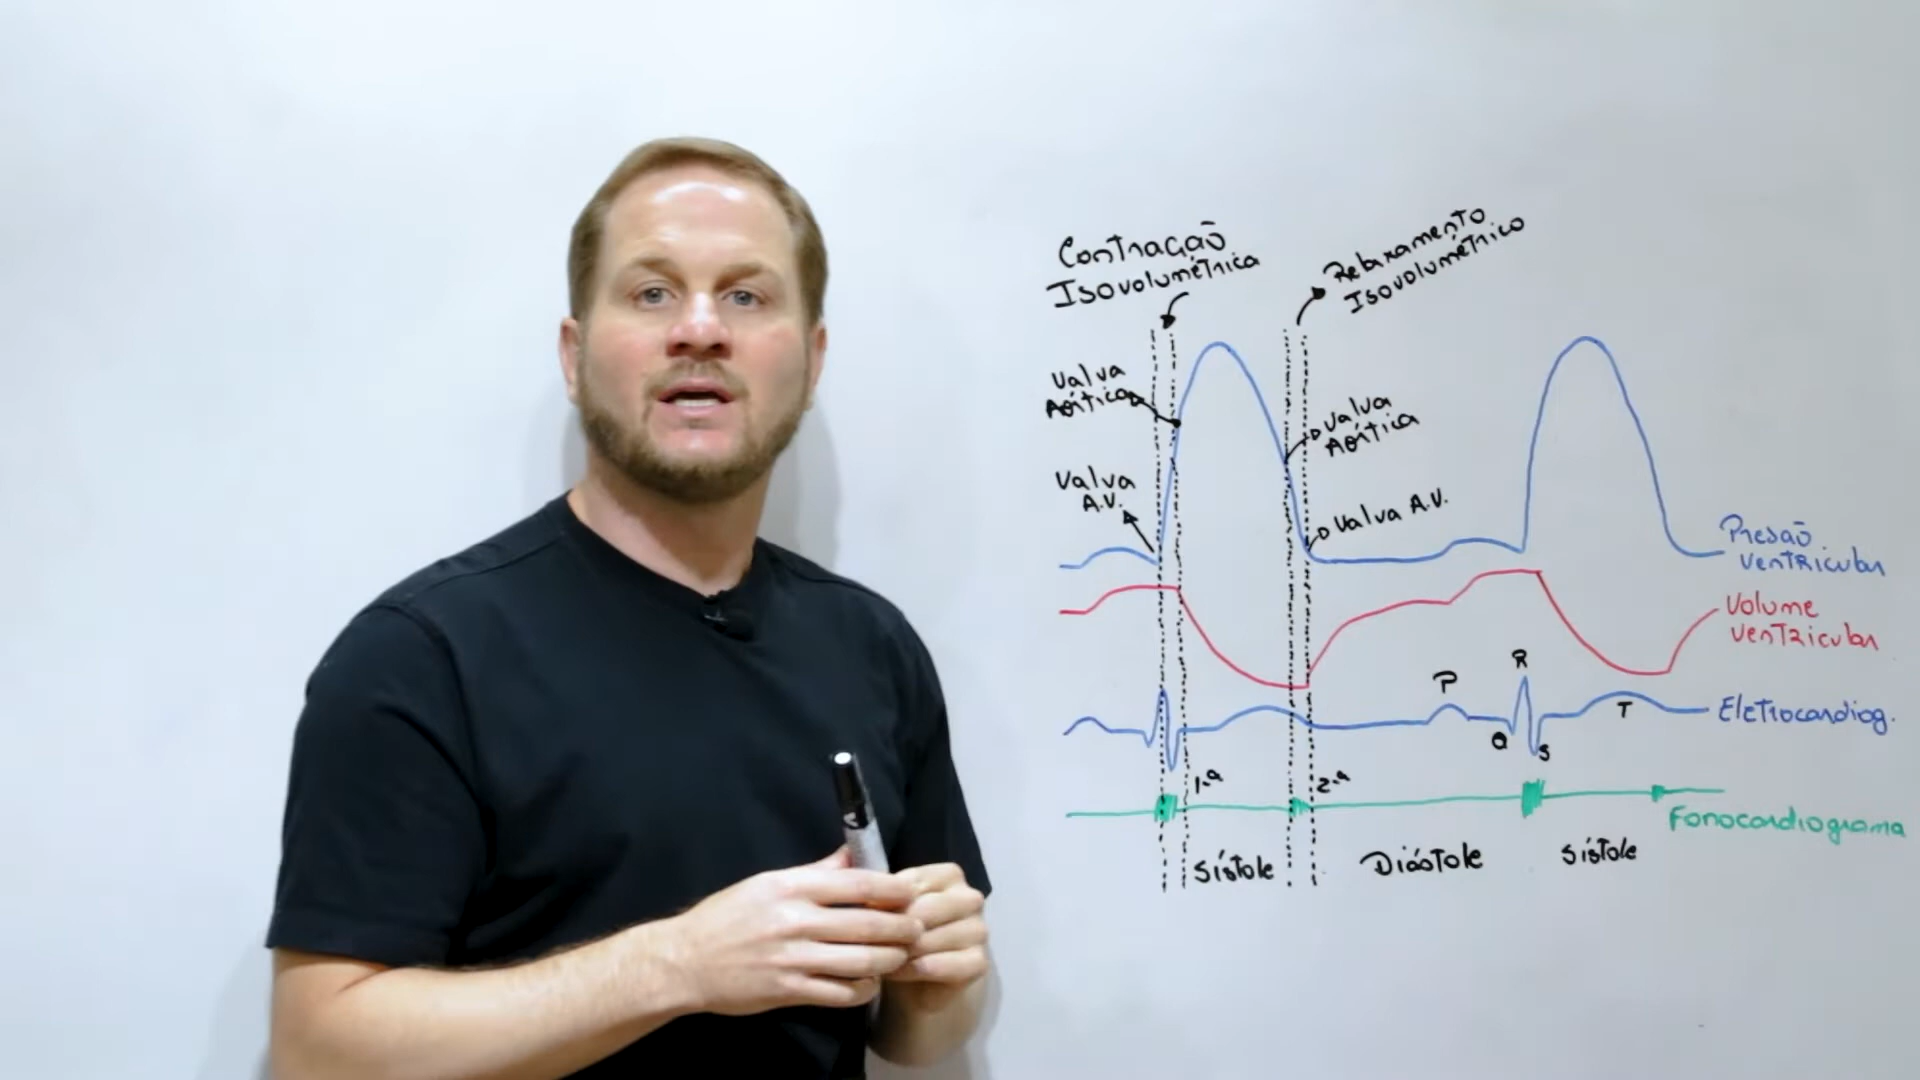 Contração
Isovolumétrica
Relaxamento
Isovolumétrico
Valva
Aórtica
Valva
Aórtica
Valva
A.V.
Valva A.V.
Pressão
ventricular
Volume
ventricular
P
R
Q
S
T
Eletrocardiog.
1.ª
2.ª
Fonocardiograma
Sístole
Diástole
Sístole